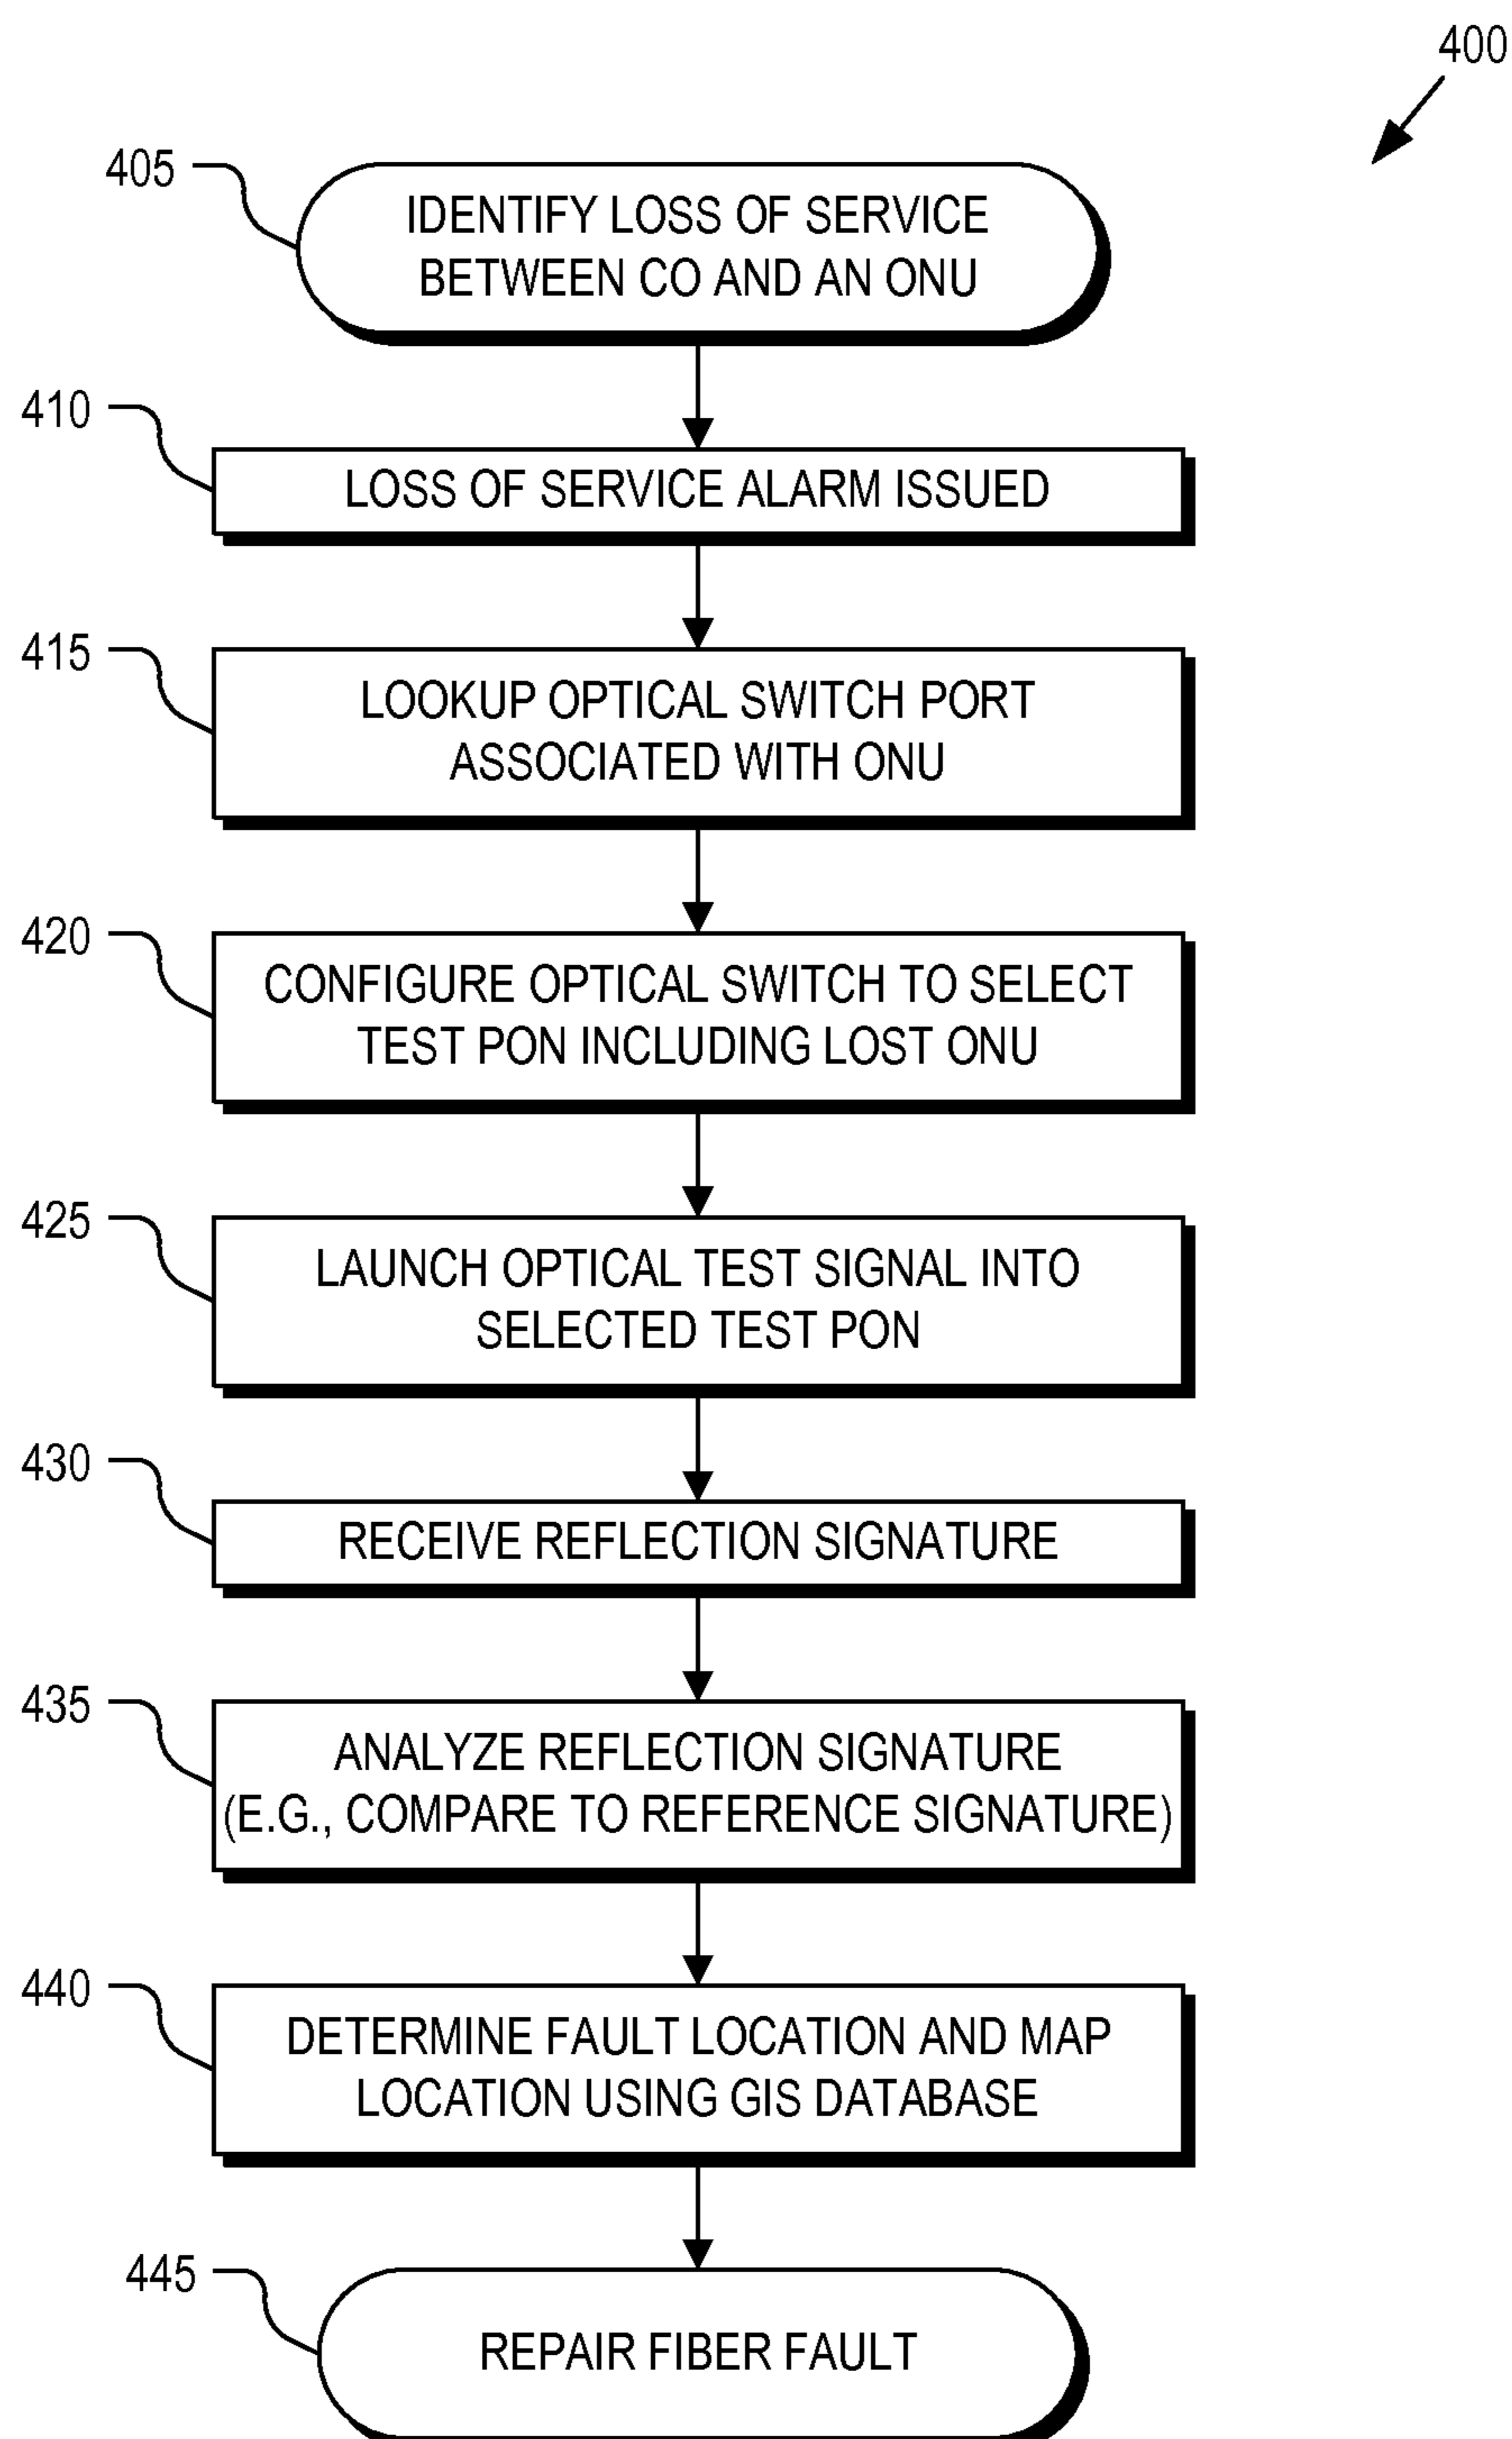 400
405
IDENTIFY LOSS OF SERVICE
BETWEEN CO AND AN ONU
410
LOSS OF SERVICE ALARM ISSUED
415
LOOKUP OPTICAL SWITCH PORT
ASSOCIATED WITH ONU
420
CONFIGURE OPTICAL SWITCH TO SELECT
TEST PON INCLUDING LOST ONU
425
LAUNCH OPTICAL TEST SIGNAL INTO
SELECTED TEST PON
430
RECEIVE REFLECTION SIGNATURE
435
ANALYZE REFLECTION SIGNATURE
(E.G., COMPARE TO REFERENCE SIGNATURE)
440
DETERMINE FAULT LOCATION AND MAP
LOCATION USING GIS DATABASE
445
REPAIR FIBER FAULT